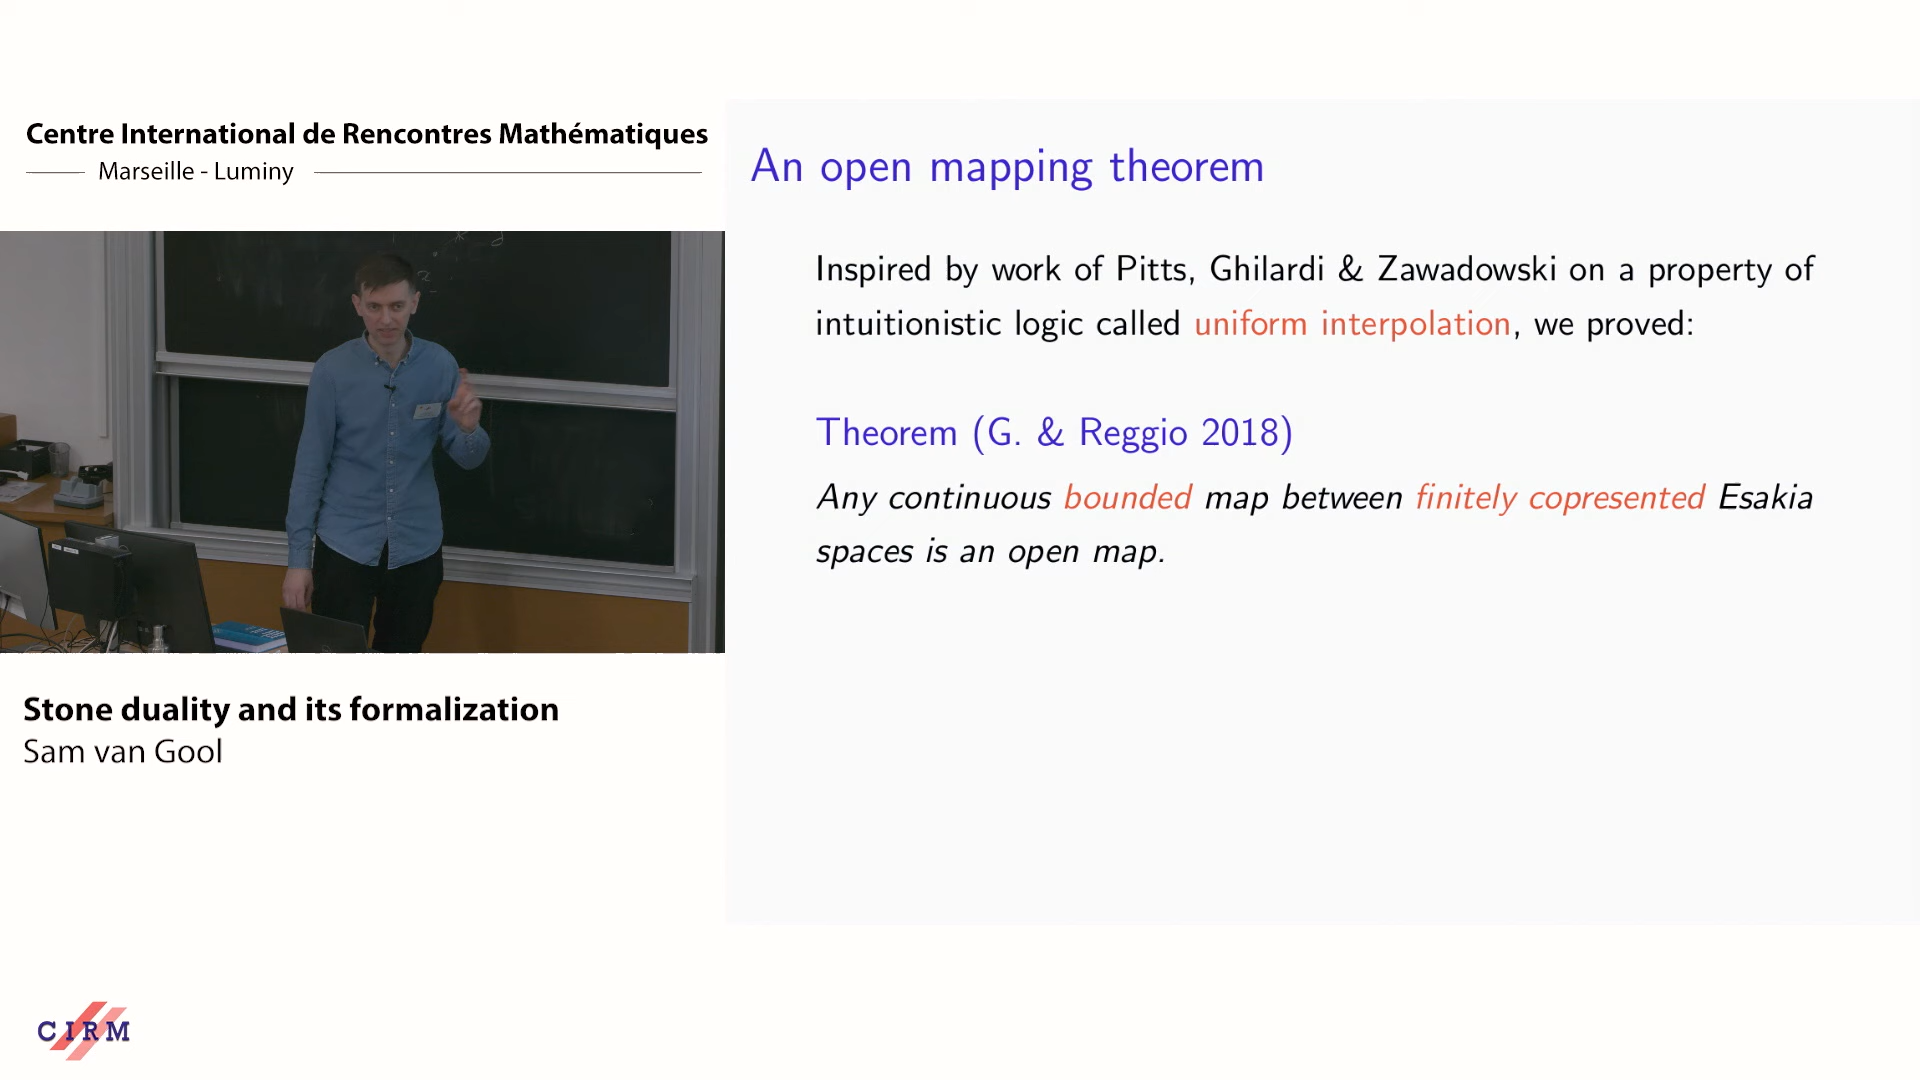 Centre International de Rencontres Mathématiques
Marseille - Luminy
An open mapping theorem
Inspired by work of Pitts, Ghilardi & Zawadowski on a property of
intuitionistic logic called uniform interpolation, we proved:
Theorem (G. & Reggio 2018)
Any continuous bounded map between finitely copresented Esakia
spaces is an open map.
Stone duality and its formalization
Sam van Gool
CIRM